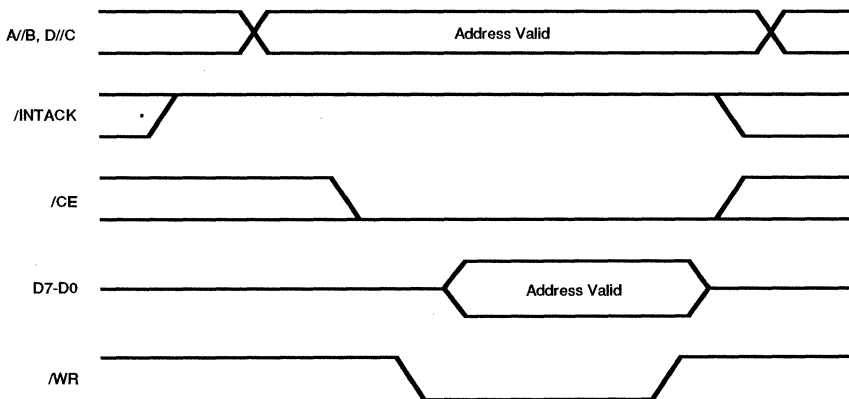 A//B, D//C
Address Valid
/INTACK
/CE
D7-D0
Address Valid
/WR